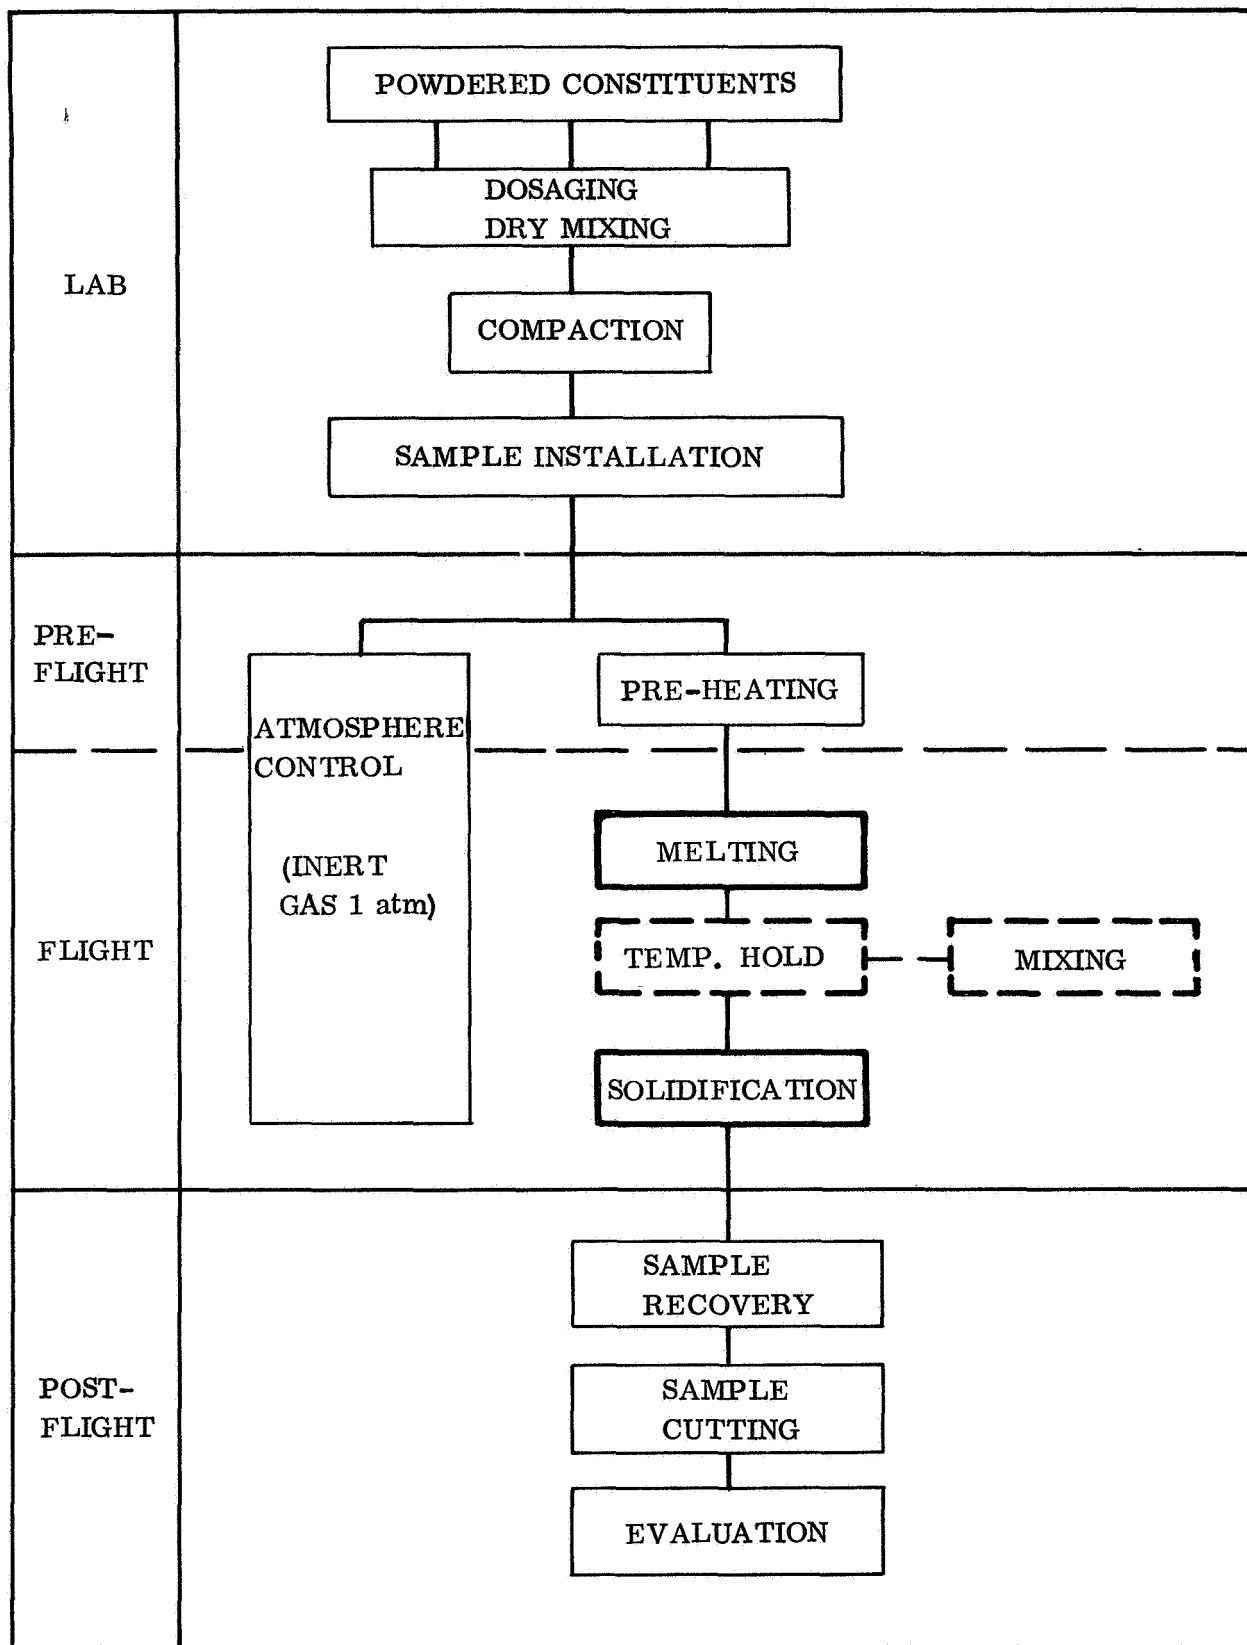 POWDERED CONSTITUENTS
DOSAGING
DRY MIXING
LAB
COMPACTION
SAMPLE INSTALLATION
PRE-
FLIGHT
PRE-HEATING
ATMOSPHERE
CONTROL
(INERT
GAS 1 atm)
MELTING
FLIGHT
TEMP. HOLD
MIXING
SOLIDIFICATION
SAMPLE
RECOVERY
POST-
FLIGHT
SAMPLE
CUTTING
EVALUATION